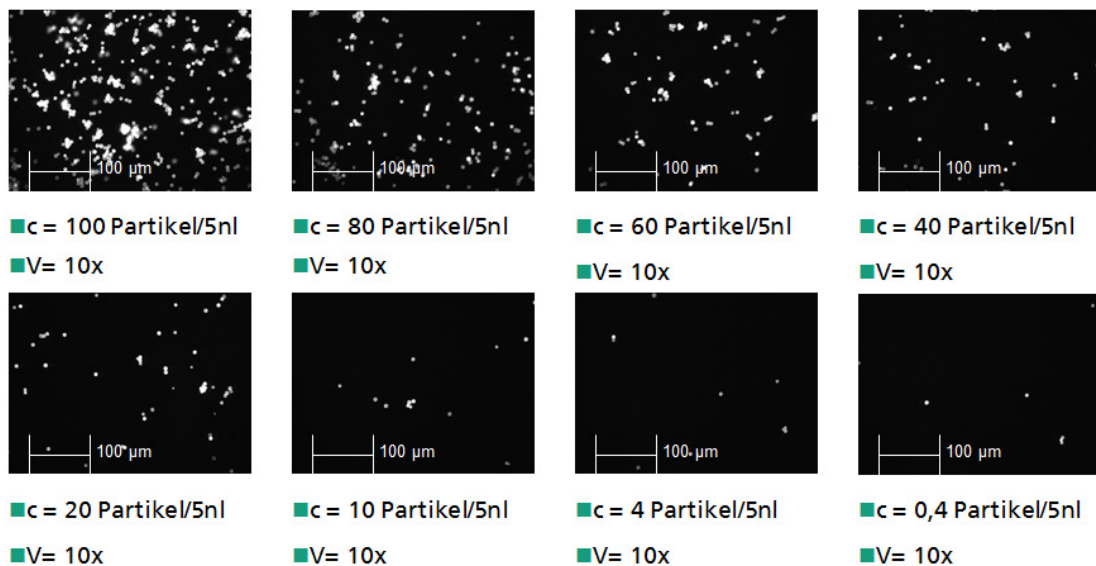 100 µm
100 µm
100 µm
100 µm
c = 100 Partikel/5nl
c = 80 Partikel/5nl
c = 60 Partikel/5nl
c = 40 Partikel/5nl
V= 10x
V= 10x
V= 10x
V= 10x
100 µm
100 µm
100 µm
100 µm
c = 20 Partikel/5nl
c = 10 Partikel/5nl
c = 4 Partikel/5nl
c = 0,4 Partikel/5nl
V= 10x
V= 10x
V= 10x
V= 10x